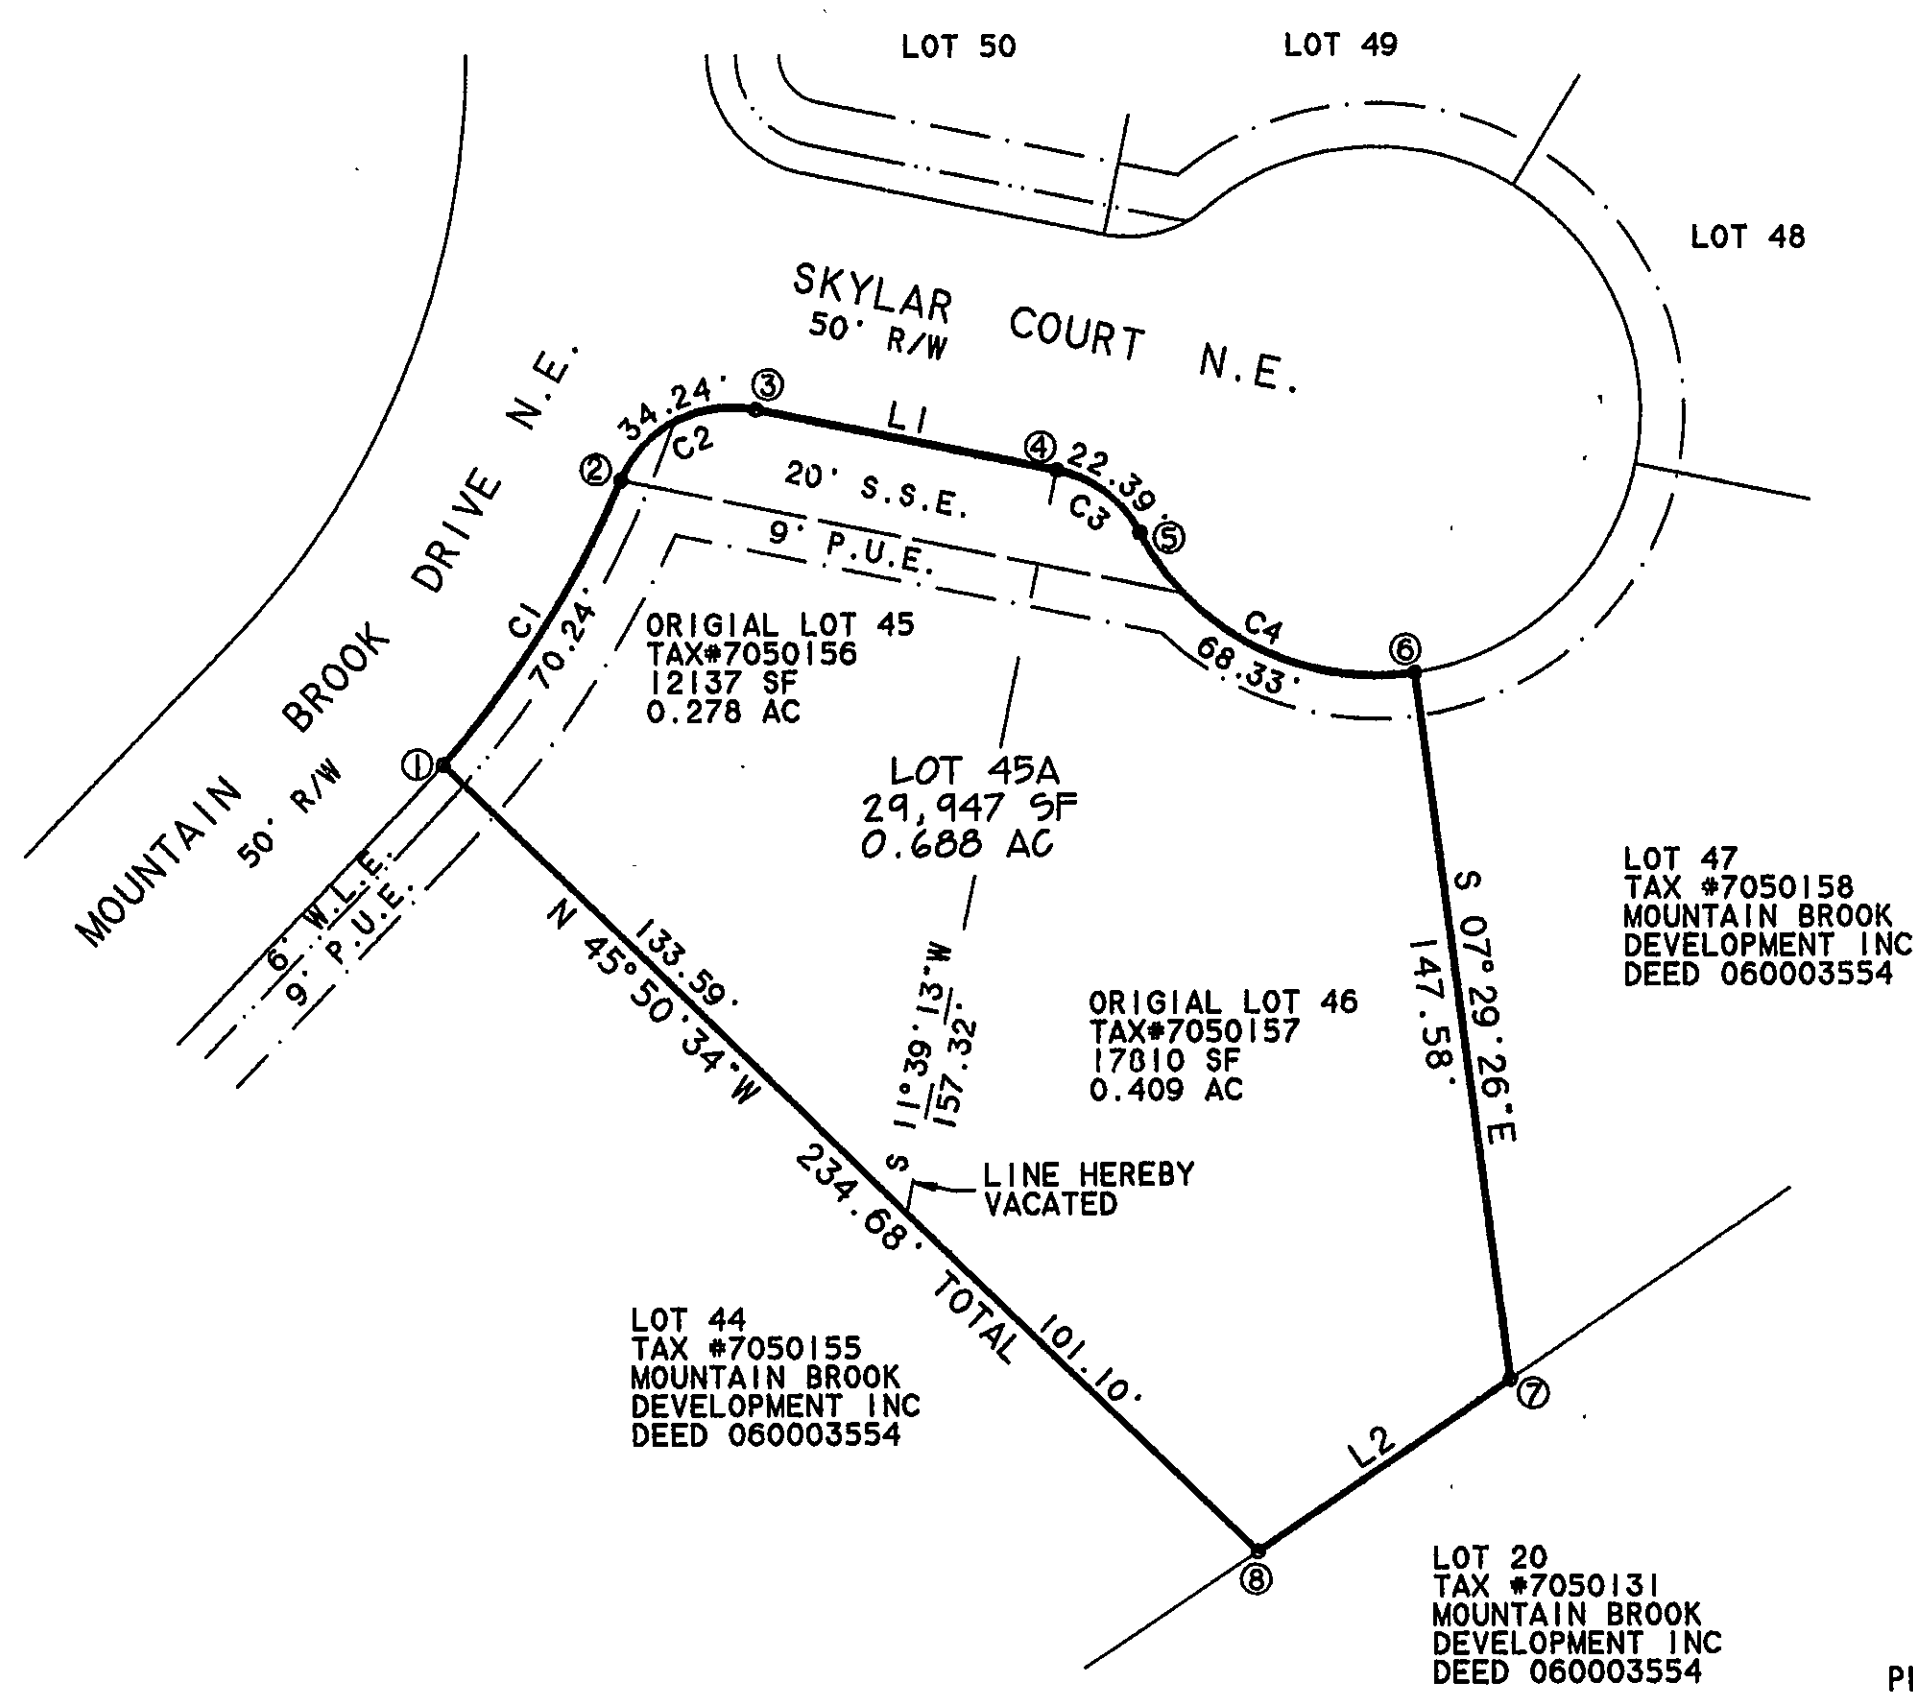 LOT 50
LOT 49
LOT 48
SKYLAR COURT N.E.
50' R/W
MOUNTAIN BROOK DRIVE N.E.
50' R/W
34.24'
C2
3
L1
4
22.39'
C3
5
2
20' S.S.E.
9' P.U.E.
C1
70.24'
C4
68.33'
6
1
ORIGIAL LOT 45
TAX#7050156
12137 SF
0.278 AC
LOT 45A
29,947 SF
0.688 AC
6' W.L.E.
9' P.U.E.
133.59'
N 45°50'34"W
234.68' TOTAL
101.10'
S 11°39'13"W
157.32'
ORIGIAL LOT 46
TAX#7050157
17810 SF
0.409 AC
S 07°29'26"E
147.58'
LOT 47
TAX #7050158
MOUNTAIN BROOK
DEVELOPMENT INC
DEED 060003554
LINE HEREBY
VACATED
LOT 44
TAX #7050155
MOUNTAIN BROOK
DEVELOPMENT INC
DEED 060003554
7
L2
8
LOT 20
TAX #7050131
MOUNTAIN BROOK
DEVELOPMENT INC
DEED 060003554